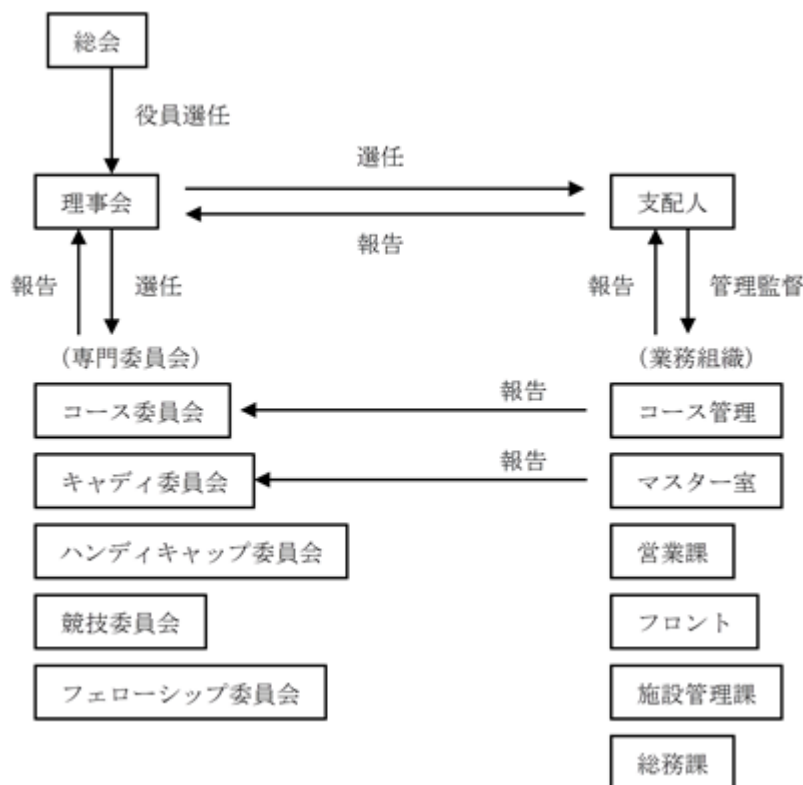 総会
役員選任
選任
理事会
支配人
報告
報告
選任
報告
管理監督
(専門委員会)
(業務組織)
報告
コース委員会
コース管理
報告
キャディ委員会
マスター室
ハンディキャップ委員会
営業課
競技委員会
フロント
フェローシップ委員会
施設管理課
総務課